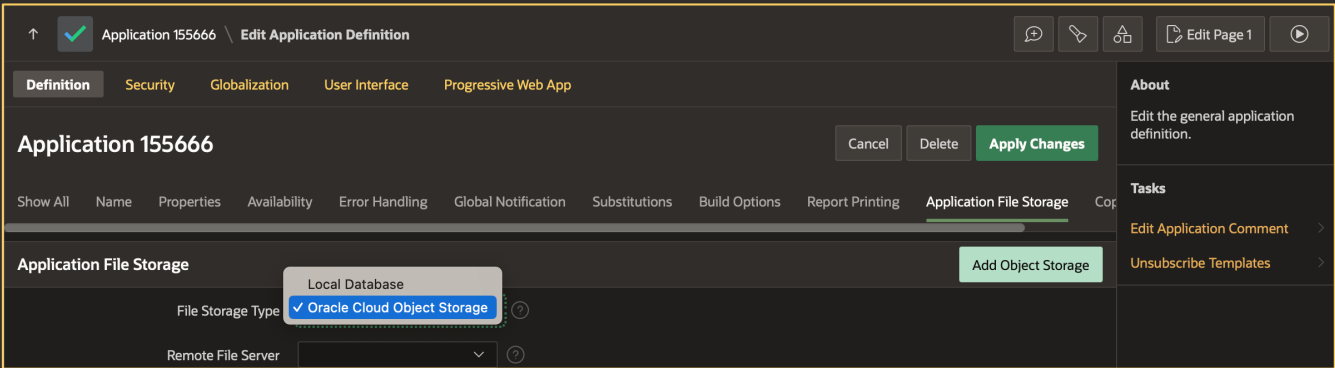 Application 155666 \ Edit Application Definition
Edit Page 1
Definition Security Globalization User Interface Progressive Web App
Application 155666
Cancel Delete Apply Changes
Show All Name Properties Availability Error Handling Global Notification Substitutions Build Options Report Printing Application File Storage Cop
Application File Storage
Add Object Storage
File Storage Type
Local Database
✓ Oracle Cloud Object Storage
?
Remote File Server
?
About
Edit the general application
definition.
Tasks
Edit Application Comment
Unsubscribe Templates